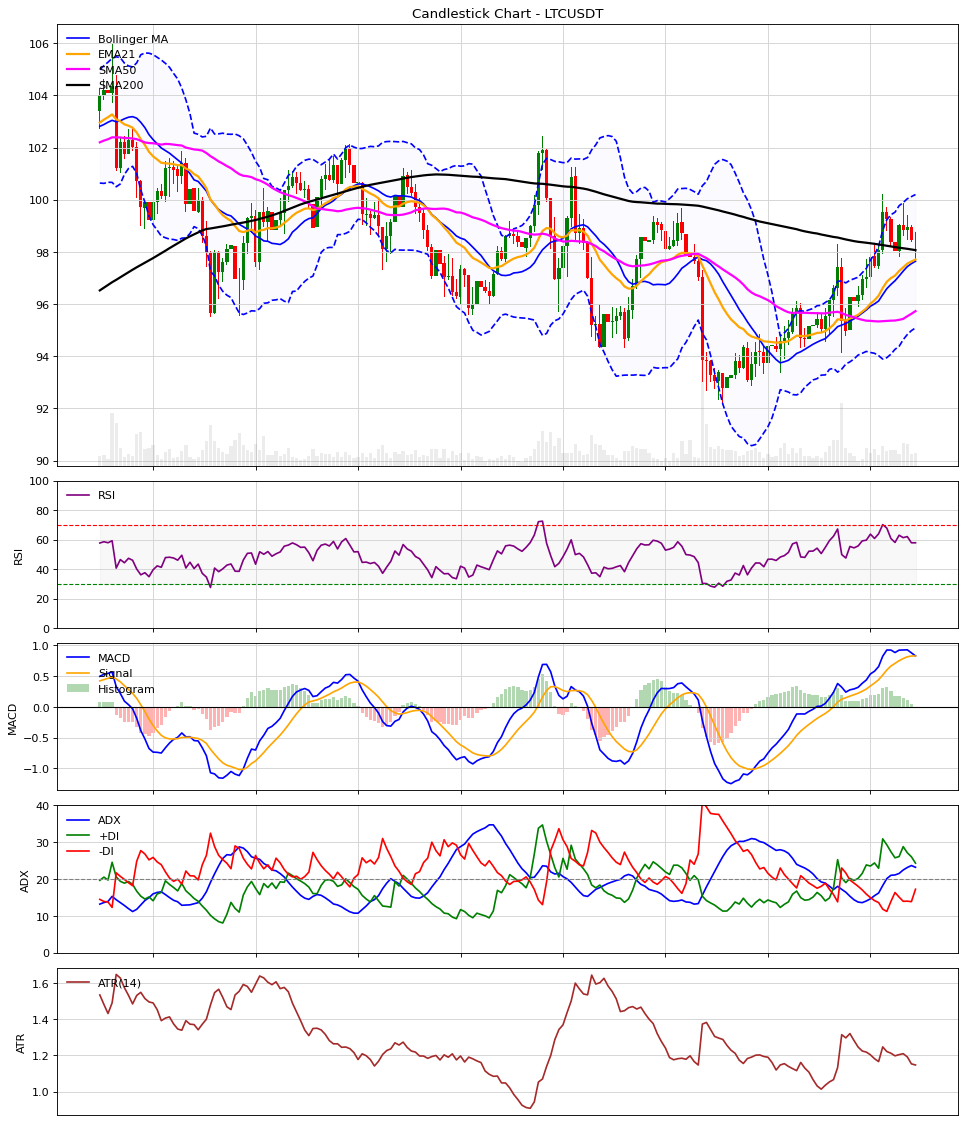 Candlestick Chart - LTCUSDT
Bollinger MA
EMA21
SMA50
SMA200
106
104
102
100
98
96
94
92
90
RSI
RSI
100
80
60
40
20
0
MACD
Signal
Histogram
MACD
1.0
0.5
0.0
−0.5
−1.0
ADX
+DI
-DI
ADX
40
30
20
10
0
ATR(14)
ATR
1.6
1.4
1.2
1.0